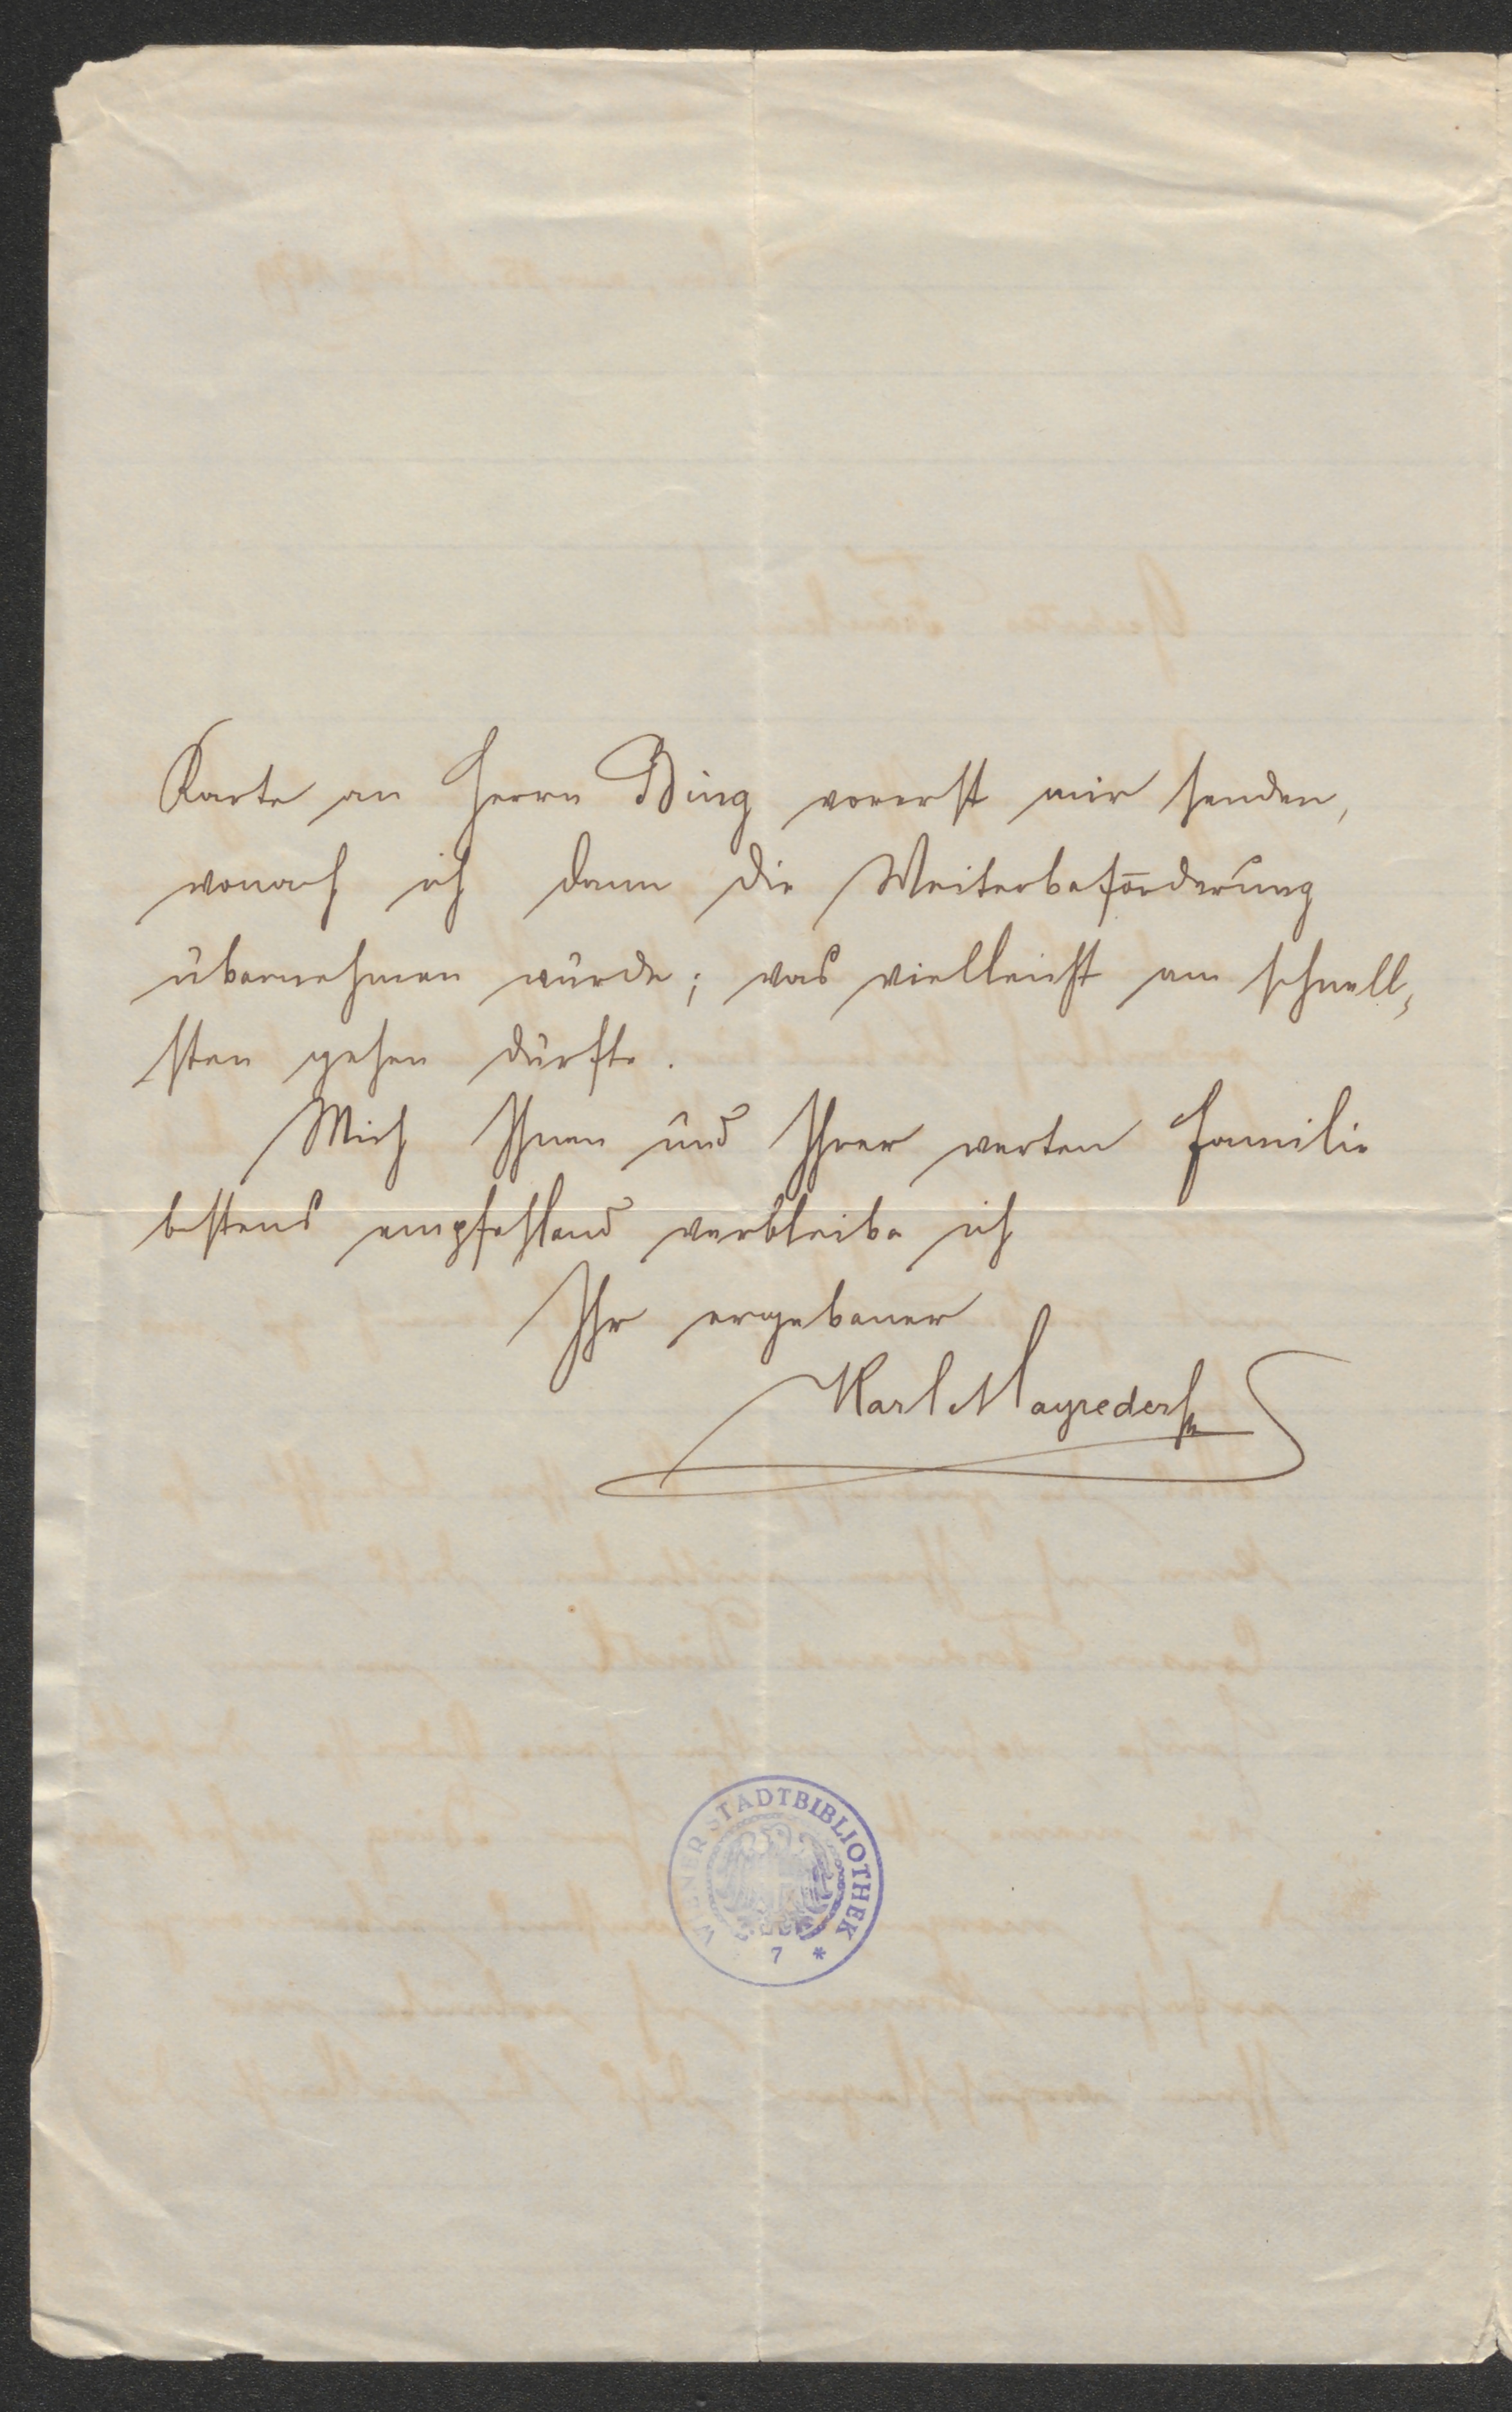 Karte an Herrn Bing vorerst mir senden,
wonach ich dann die Weiterbeförderung
übernehmen würde; was vielleicht am schnell,
sten gehen dürfte.
Mich Ihnen und Ihrer werten Familie
bestens empfehlend verbleibe ich
Ihr ergebener
Karl Mayreder
WIENER STADTBIBLIOTHEK
7 *